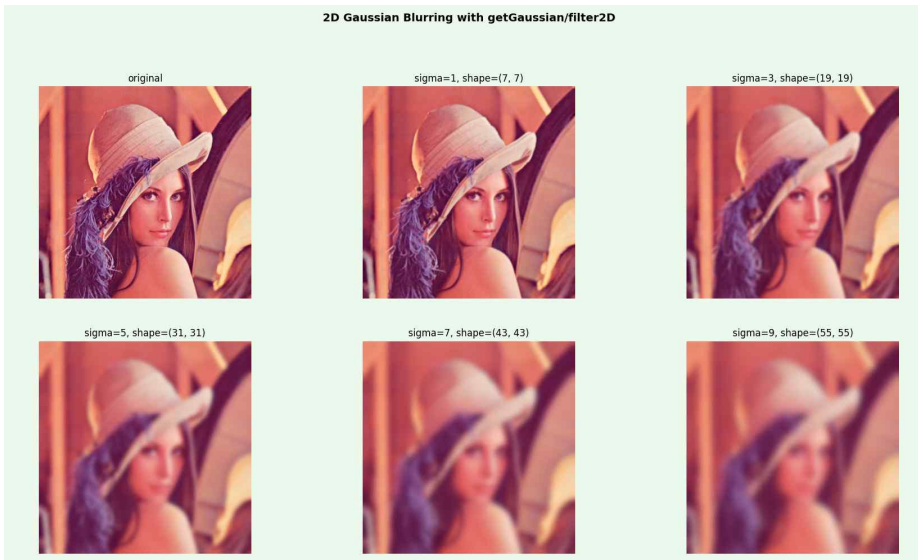 2D Gaussian Blurring with getGaussian/filter2D
original
sigma=1, shape=(7, 7)
sigma=3, shape=(19, 19)
sigma=5, shape=(31, 31)
sigma=7, shape=(43, 43)
sigma=9, shape=(55, 55)